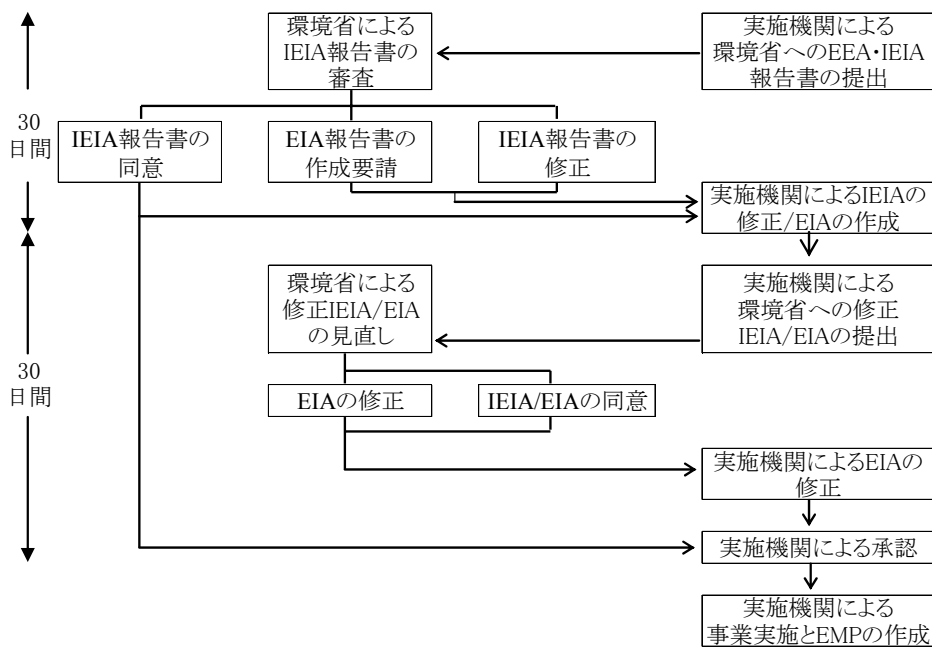 環境省による
IEIA報告書の
審査
実施機関による
環境省へのEEA・IEIA
報告書の提出
30
日間
IEIA報告書の
同意
EIA報告書の
作成要請
IEIA報告書の
修正
実施機関によるIEIAの
修正/EIAの作成
環境省による
修正IEIA/EIA
の見直し
実施機関による
環境省への修正
IEIA/EIAの提出
30
日間
EIAの修正
IEIA/EIAの同意
実施機関によるEIAの
修正
実施機関による承認
実施機関による
事業実施とEMPの作成